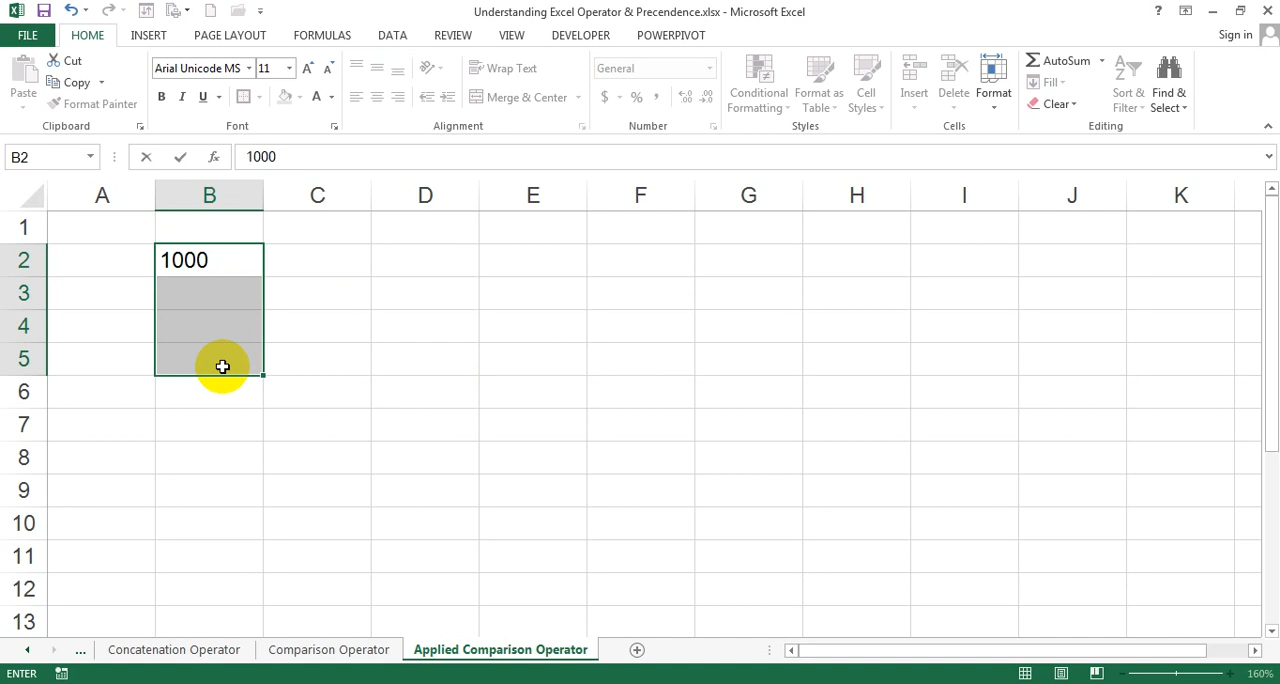 Understanding Excel Operator & Precendence.xlsx - Microsoft Excel
Sign in
FILE HOME INSERT PAGE LAYOUT FORMULAS DATA REVIEW VIEW DEVELOPER POWERPIVOT
Paste
Cut
Copy
Format Painter
Clipboard
Arial Unicode MS 11
B I U
Font
Wrap Text
Merge & Center
Alignment
General
$ % ,
Number
Conditional Formatting
Format as Table
Cell Styles
Styles
Insert Delete Format
Cells
AutoSum
Fill
Clear
Sort & Filter
Find & Select
Editing
B2 fx 1000
A B C D E F G H I J K
1
2 1000
3
4
5
6
7
8
9
10
11
12
13
... Concatenation Operator Comparison Operator Applied Comparison Operator
ENTER 160%